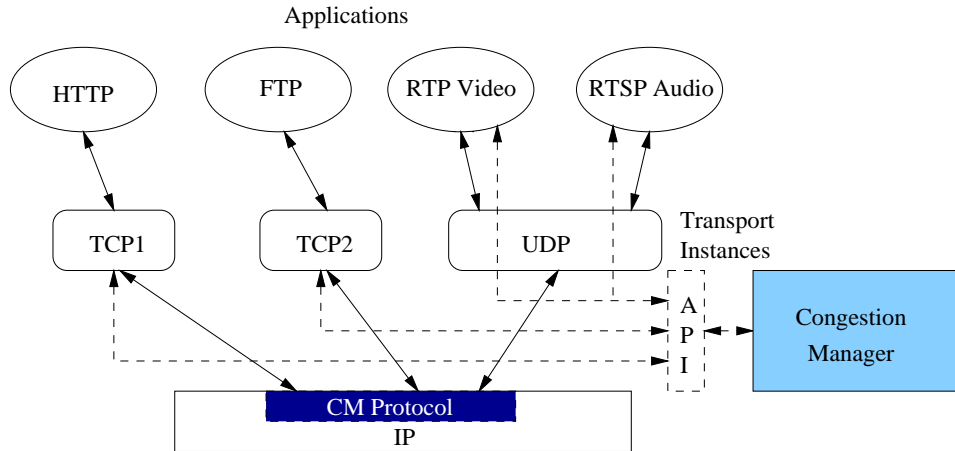 Applications
HTTP
FTP
RTP Video
RTSP Audio
TCP1
TCP2
UDP
Transport
Instances
A
P
I
Congestion
Manager
CM Protocol
IP